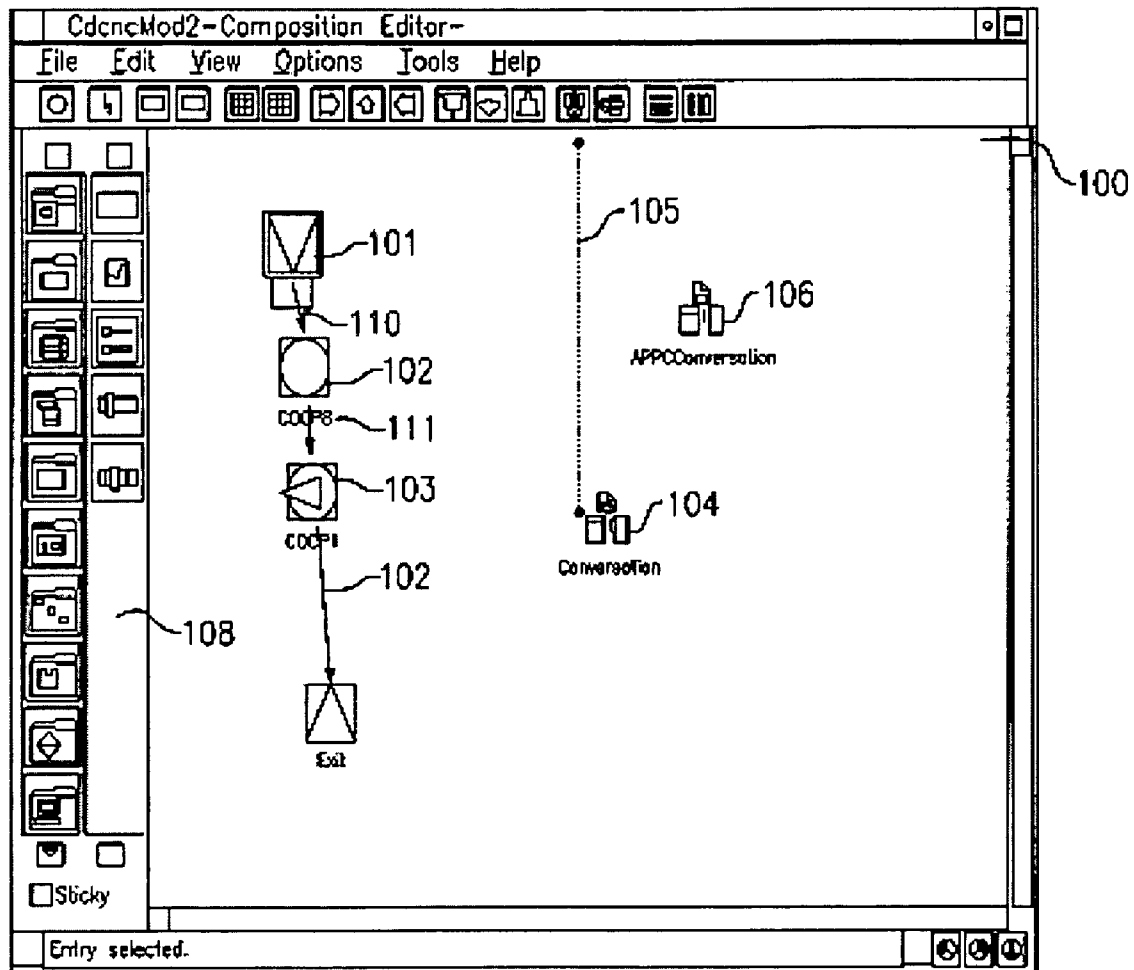 CdcncMod2-Composition Editor-
File Edit View Options Tools Help
100
105
101
106
110
APPCConversation
102
111
103
104
Conversation
102
108
Exit
Sticky
Entry selected.